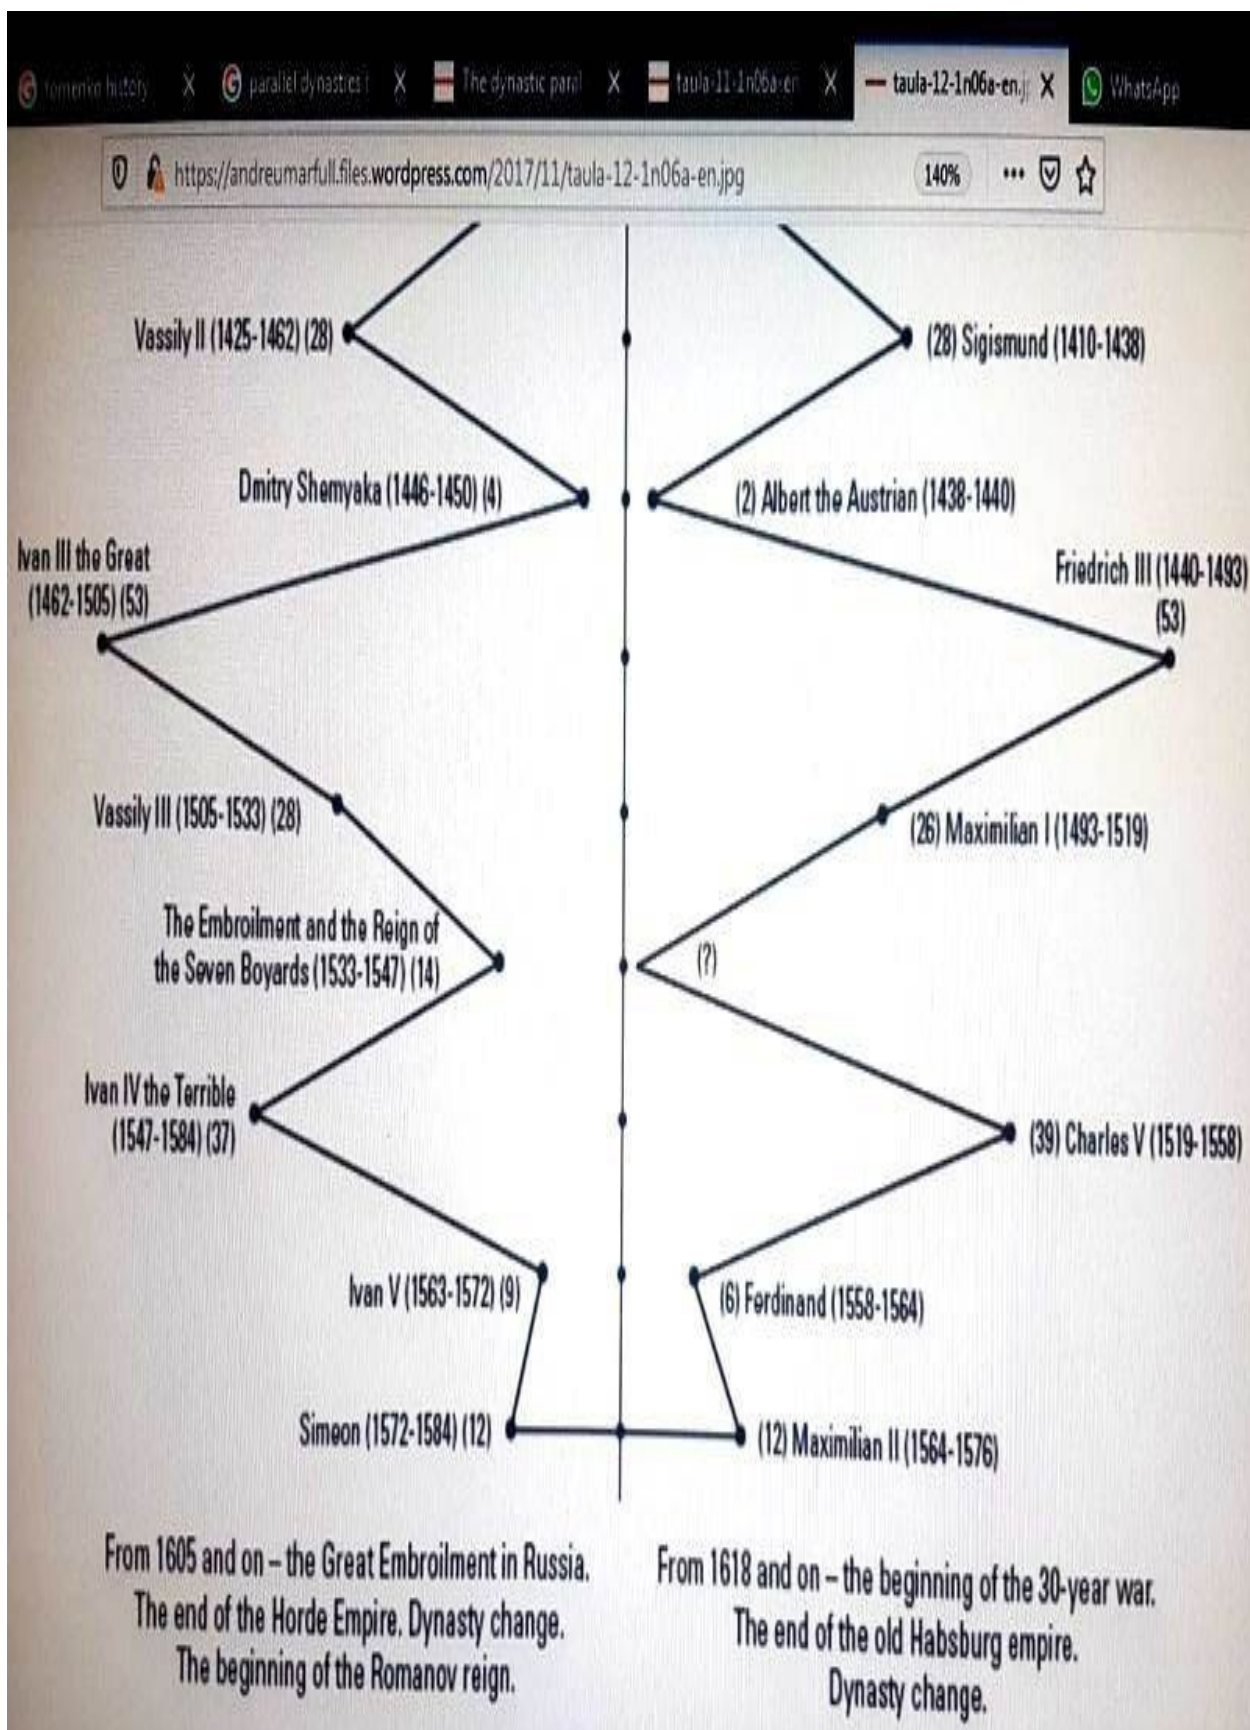 Fomenko history
parallel dynasties t
The dynastic paral
taula-11-1n06a-en
taula-12-1n06a-en.j
WhatsApp
https://andreumarfull.files.wordpress.com/2017/11/taula-12-1n06a-en.jpg
140%
Vassily II (1425-1462) (28)
(28) Sigismund (1410-1438)
Dmitry Shemyaka (1446-1450) (4)
(2) Albert the Austrian (1438-1440)
Ivan III the Great
(1462-1505) (53)
Friedrich III (1440-1493)
(53)
Vassily III (1505-1533) (28)
(26) Maximilian I (1493-1519)
The Embroilment and the Reign of
the Seven Boyards (1533-1547) (14)
(?)
Ivan IV the Terrible
(1547-1584) (37)
(39) Charles V (1519-1558)
Ivan V (1563-1572) (9)
(6) Ferdinand (1558-1564)
Simeon (1572-1584) (12)
(12) Maximilian II (1564-1576)
From 1605 and on – the Great Embroilment in Russia.
The end of the Horde Empire. Dynasty change.
The beginning of the Romanov reign.
From 1618 and on – the beginning of the 30-year war.
The end of the old Habsburg empire.
Dynasty change.